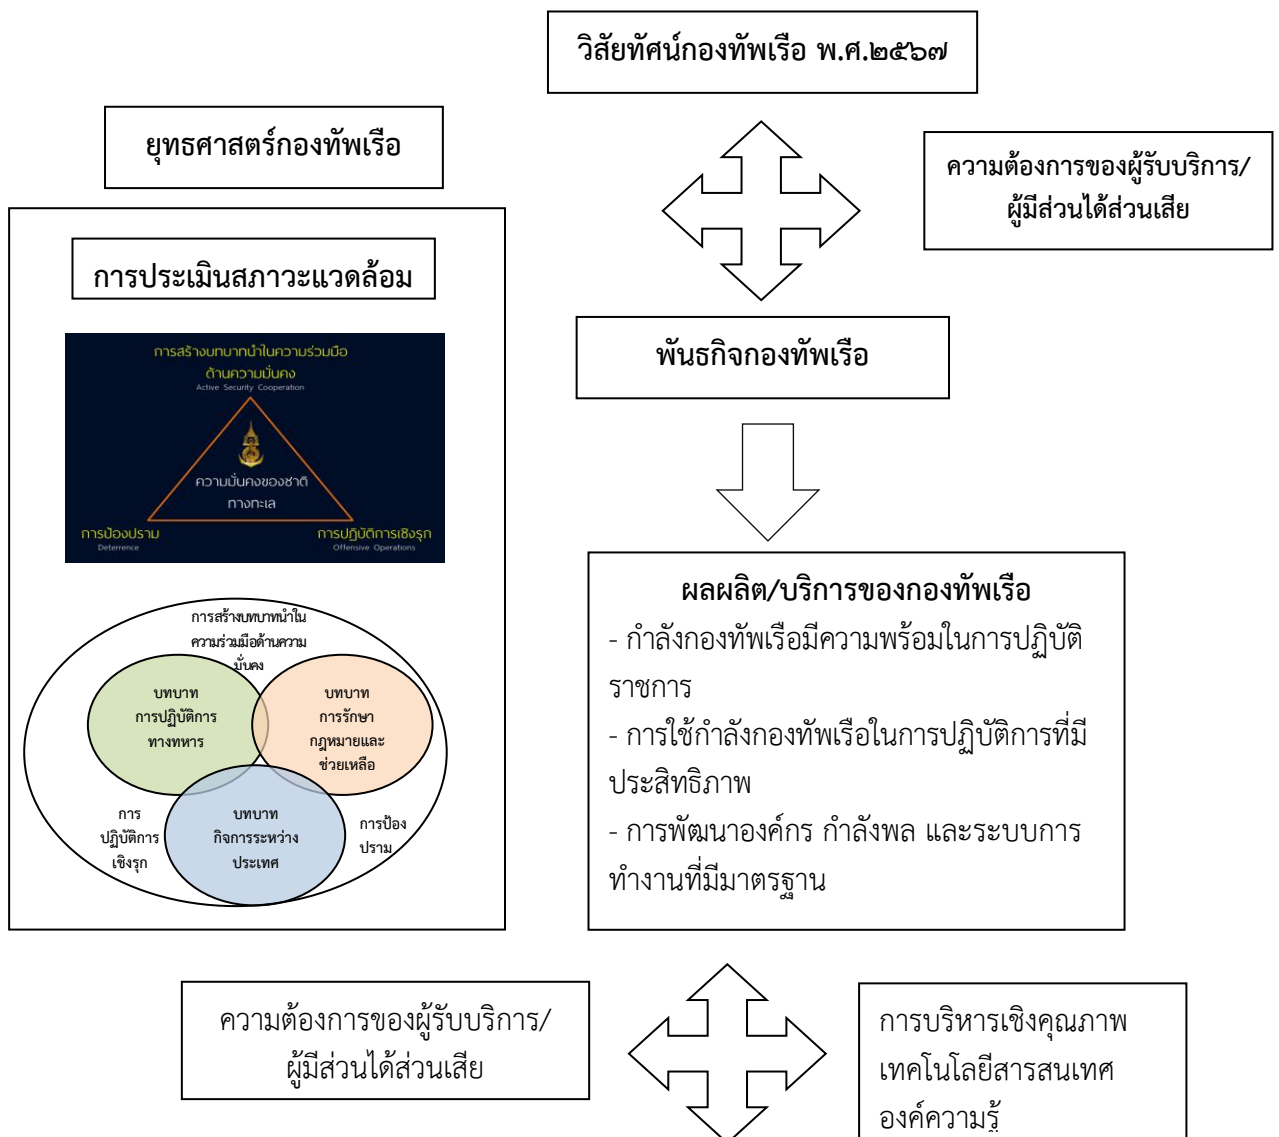 วิสัยทัศน์กองทัพเรือ พ.ศ.๒๕๖๗
ยุทธศาสตร์กองทัพเรือ
ความต้องการของผู้รับบริการ/
ผู้มีส่วนได้ส่วนเสีย
การประเมินสภาวะแวดล้อม
การสร้างบทบาทนำในความร่วมมือ
ด้านความมั่นคง
Active Security Cooperation
ความมั่นคงของชาติ
ทางทะเล
การป้องปราม
Deterrence
การปฏิบัติการเชิงรุก
Offensive Operations
การสร้างบทบาทนำใน
ความร่วมมือด้านความ
มั่นคง
บทบาท
การปฏิบัติการ
ทางทหาร
บทบาท
การรักษา
กฎหมายและ
ช่วยเหลือ
การ
ปฏิบัติการ
เชิงรุก
บทบาท
กิจการระหว่าง
ประเทศ
การป้อง
ปราม
พันธกิจกองทัพเรือ
ผลผลิต/บริการของกองทัพเรือ
- กำลังกองทัพเรือมีความพร้อมในการปฏิบัติ
ราชการ
- การใช้กำลังกองทัพเรือในการปฏิบัติการที่มี
ประสิทธิภาพ
- การพัฒนาองค์กร กำลังพล และระบบการ
ทำงานที่มีมาตรฐาน
ความต้องการของผู้รับบริการ/
ผู้มีส่วนได้ส่วนเสีย
การบริหารเชิงคุณภาพ
เทคโนโลยีสารสนเทศ
องค์ความรู้